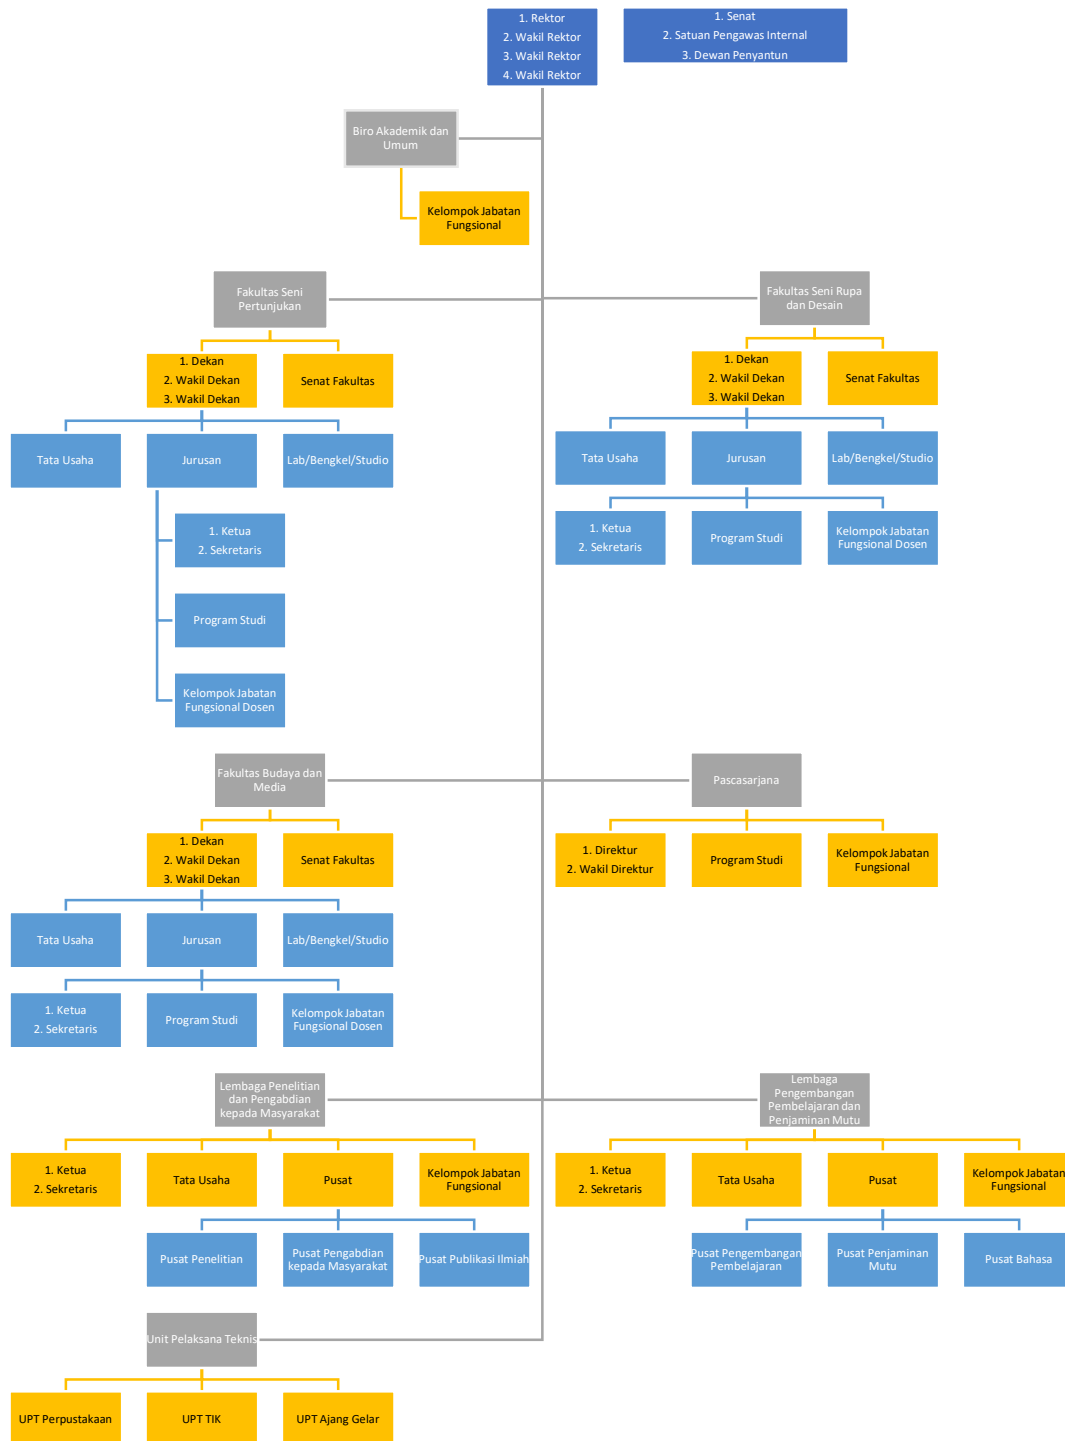 1. Rektor
2. Wakil Rektor
3. Wakil Rektor
4. Wakil Rektor
1. Senat
2. Satuan Pengawas Internal
3. Dewan Penyantun
Biro Akademik dan
Umum
Kelompok Jabatan
Fungsional
Fakultas Seni
Pertunjukan
1. Dekan
2. Wakil Dekan
3. Wakil Dekan
Senat Fakultas
Tata Usaha
Jurusan
Lab/Bengkel/Studio
1. Ketua
2. Sekretaris
Program Studi
Kelompok Jabatan
Fungsional Dosen
Fakultas Seni Rupa
dan Desain
1. Dekan
2. Wakil Dekan
3. Wakil Dekan
Senat Fakultas
Tata Usaha
Jurusan
Lab/Bengkel/Studio
1. Ketua
2. Sekretaris
Program Studi
Kelompok Jabatan
Fungsional Dosen
Fakultas Budaya dan
Media
1. Dekan
2. Wakil Dekan
3. Wakil Dekan
Senat Fakultas
Tata Usaha
Jurusan
Lab/Bengkel/Studio
1. Ketua
2. Sekretaris
Program Studi
Kelompok Jabatan
Fungsional Dosen
Pascasarjana
1. Direktur
2. Wakil Direktur
Program Studi
Kelompok Jabatan
Fungsional
Lembaga Penelitian
dan Pengabdian
kepada Masyarakat
1. Ketua
2. Sekretaris
Tata Usaha
Pusat
Kelompok Jabatan
Fungsional
Pusat Penelitian
Pusat Pengabdian
kepada Masyarakat
Pusat Publikasi Ilmiah
Lembaga
Pengembangan
Pembelajaran dan
Penjaminan Mutu
1. Ketua
2. Sekretaris
Tata Usaha
Pusat
Kelompok Jabatan
Fungsional
Pusat Pengembangan
Pembelajaran
Pusat Penjaminan
Mutu
Pusat Bahasa
Unit Pelaksana Teknis
UPT Perpustakaan
UPT TIK
UPT Ajang Gelar